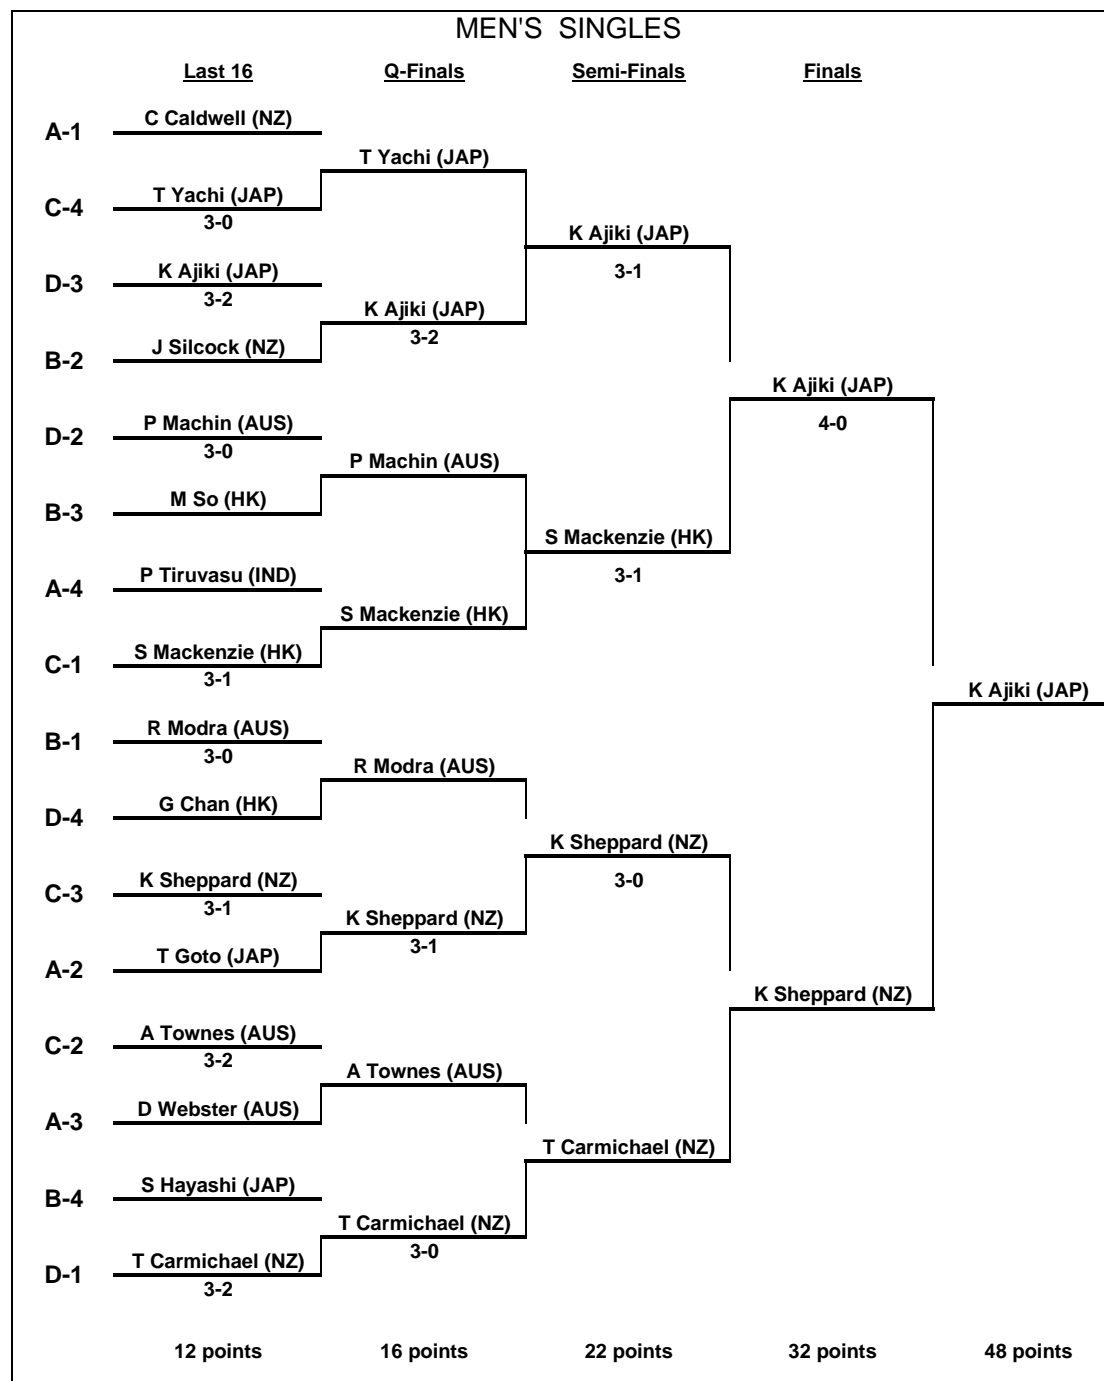 MEN'S SINGLES
Last 16 Q-Finals Semi-Finals Finals
C Caldwell (NZ)
A-1
T Yachi (JAP)
T Yachi (JAP)
C-4
3-0
K Ajiki (JAP)
K Ajiki (JAP)
D-3
3-1
3-2
K Ajiki (JAP)
3-2
J Silcock (NZ)
B-2
K Ajiki (JAP)
P Machin (AUS)
4-0
D-2
3-0
P Machin (AUS)
M So (HK)
B-3
S Mackenzie (HK)
P Tiruvasu (IND)
3-1
A-4
S Mackenzie (HK)
S Mackenzie (HK)
C-1
3-1
K Ajiki (JAP)
R Modra (AUS)
B-1
3-0
R Modra (AUS)
G Chan (HK)
D-4
K Sheppard (NZ)
K Sheppard (NZ)
3-0
C-3
3-1
K Sheppard (NZ)
3-1
T Goto (JAP)
A-2
K Sheppard (NZ)
A Townes (AUS)
C-2
3-2
A Townes (AUS)
D Webster (AUS)
A-3
T Carmichael (NZ)
S Hayashi (JAP)
B-4
T Carmichael (NZ)
3-0
T Carmichael (NZ)
D-1
3-2
12 points 16 points 22 points 32 points 48 points